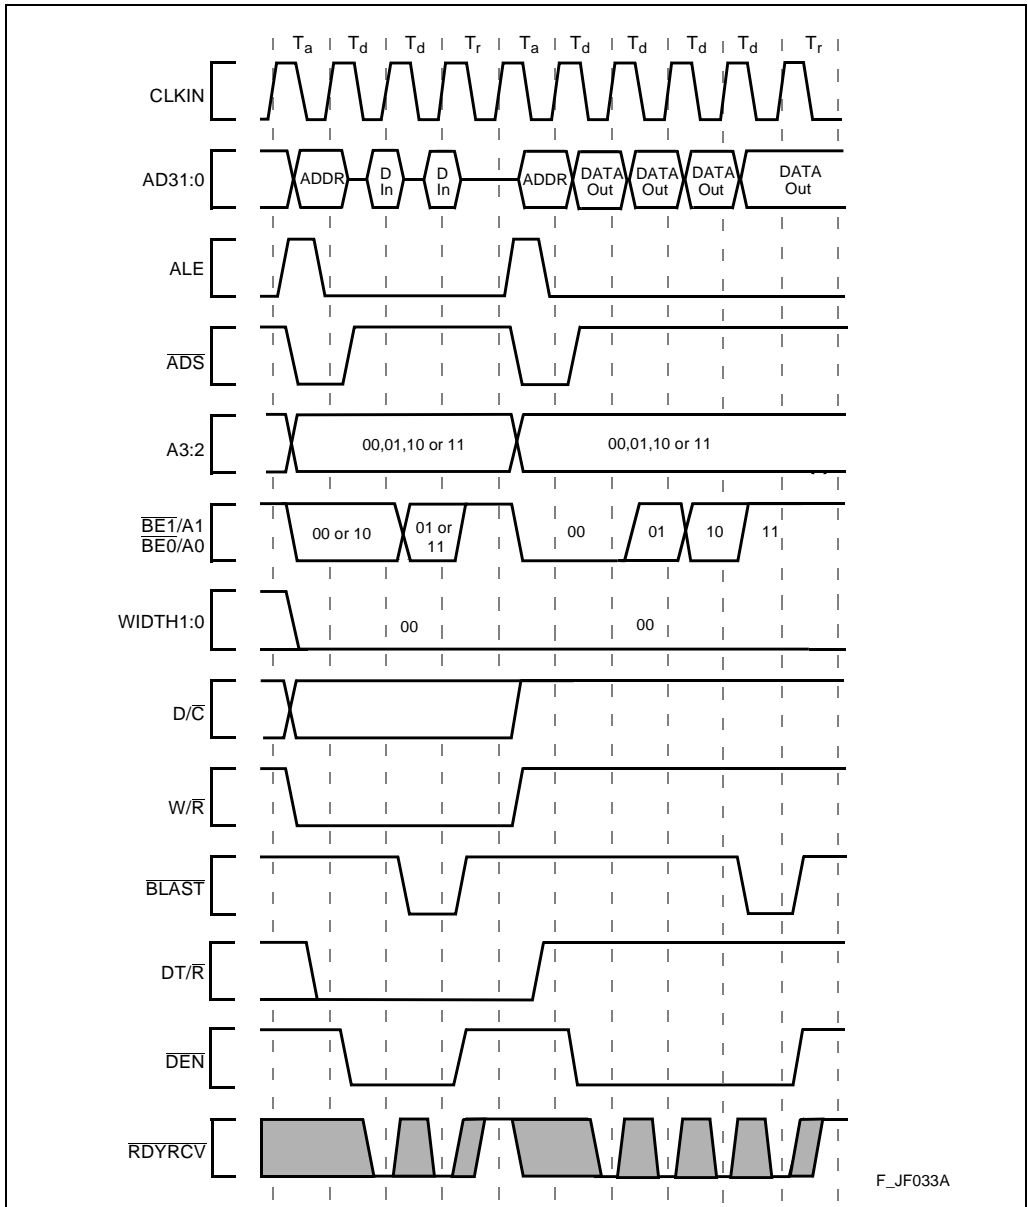 Ta Td Td Tr Ta Td Td Td Td Tr
CLKIN
AD31:0
ADDR
D
In
D
In
ADDR
DATA
Out
DATA
Out
DATA
Out
DATA
Out
ALE
ADS
A3:2
00,01,10 or 11
00,01,10 or 11
BE1/A1
BE0/A0
00 or 10
01 or
11
00
01
10
11
WIDTH1:0
00
00
D/C
W/R
BLAST
DT/R
DEN
RDYRCV
F_JF033A